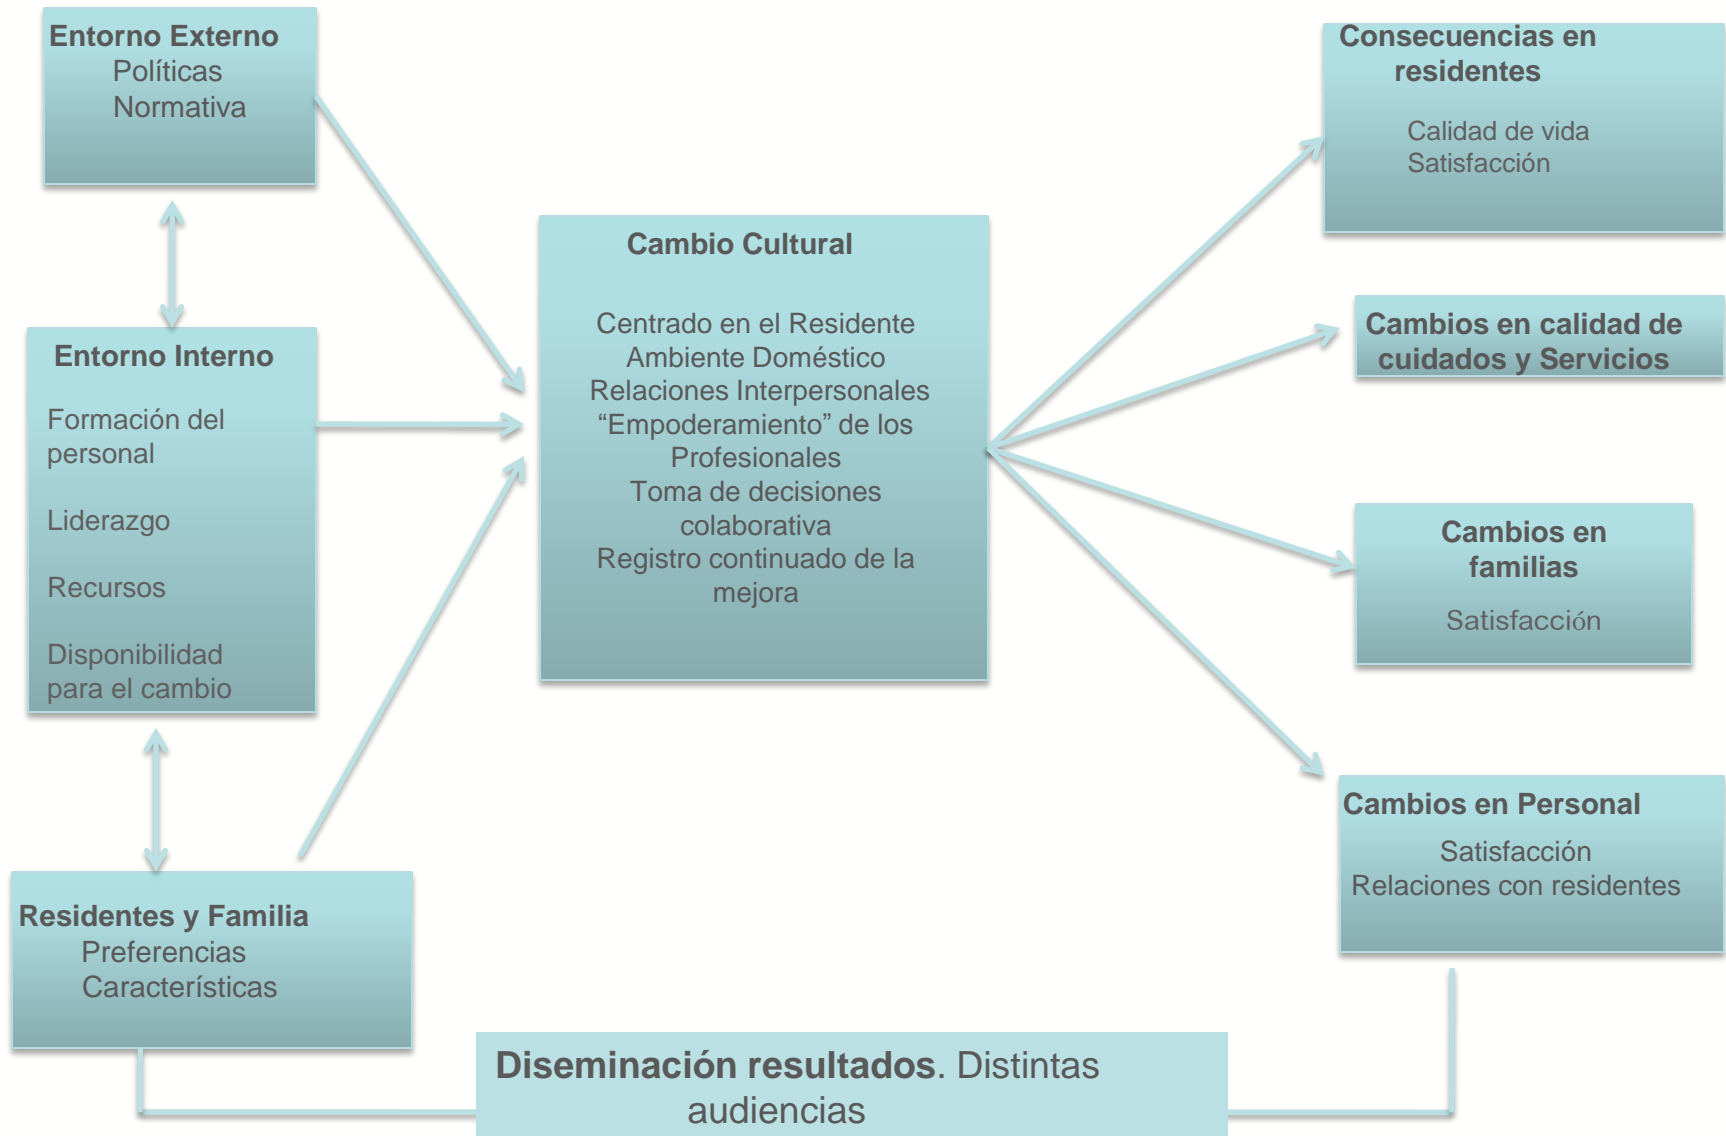 Entorno Externo
Políticas
Normativa
Entorno Interno
Formación del
personal
Liderazgo
Recursos
Disponibilidad
para el cambio
Residentes y Familia
Preferencias
Características
Cambio Cultural
Centrado en el Residente
Ambiente Doméstico
Relaciones Interpersonales
“Empoderamiento” de los
Profesionales
Toma de decisiones
colaborativa
Registro continuado de la
mejora
Consecuencias en
residentes
Calidad de vida
Satisfacción
Cambios en calidad de
cuidados y Servicios
Cambios en
familias
Satisfacción
Cambios en Personal
Satisfacción
Relaciones con residentes
Diseminación resultados. Distintas
audiencias